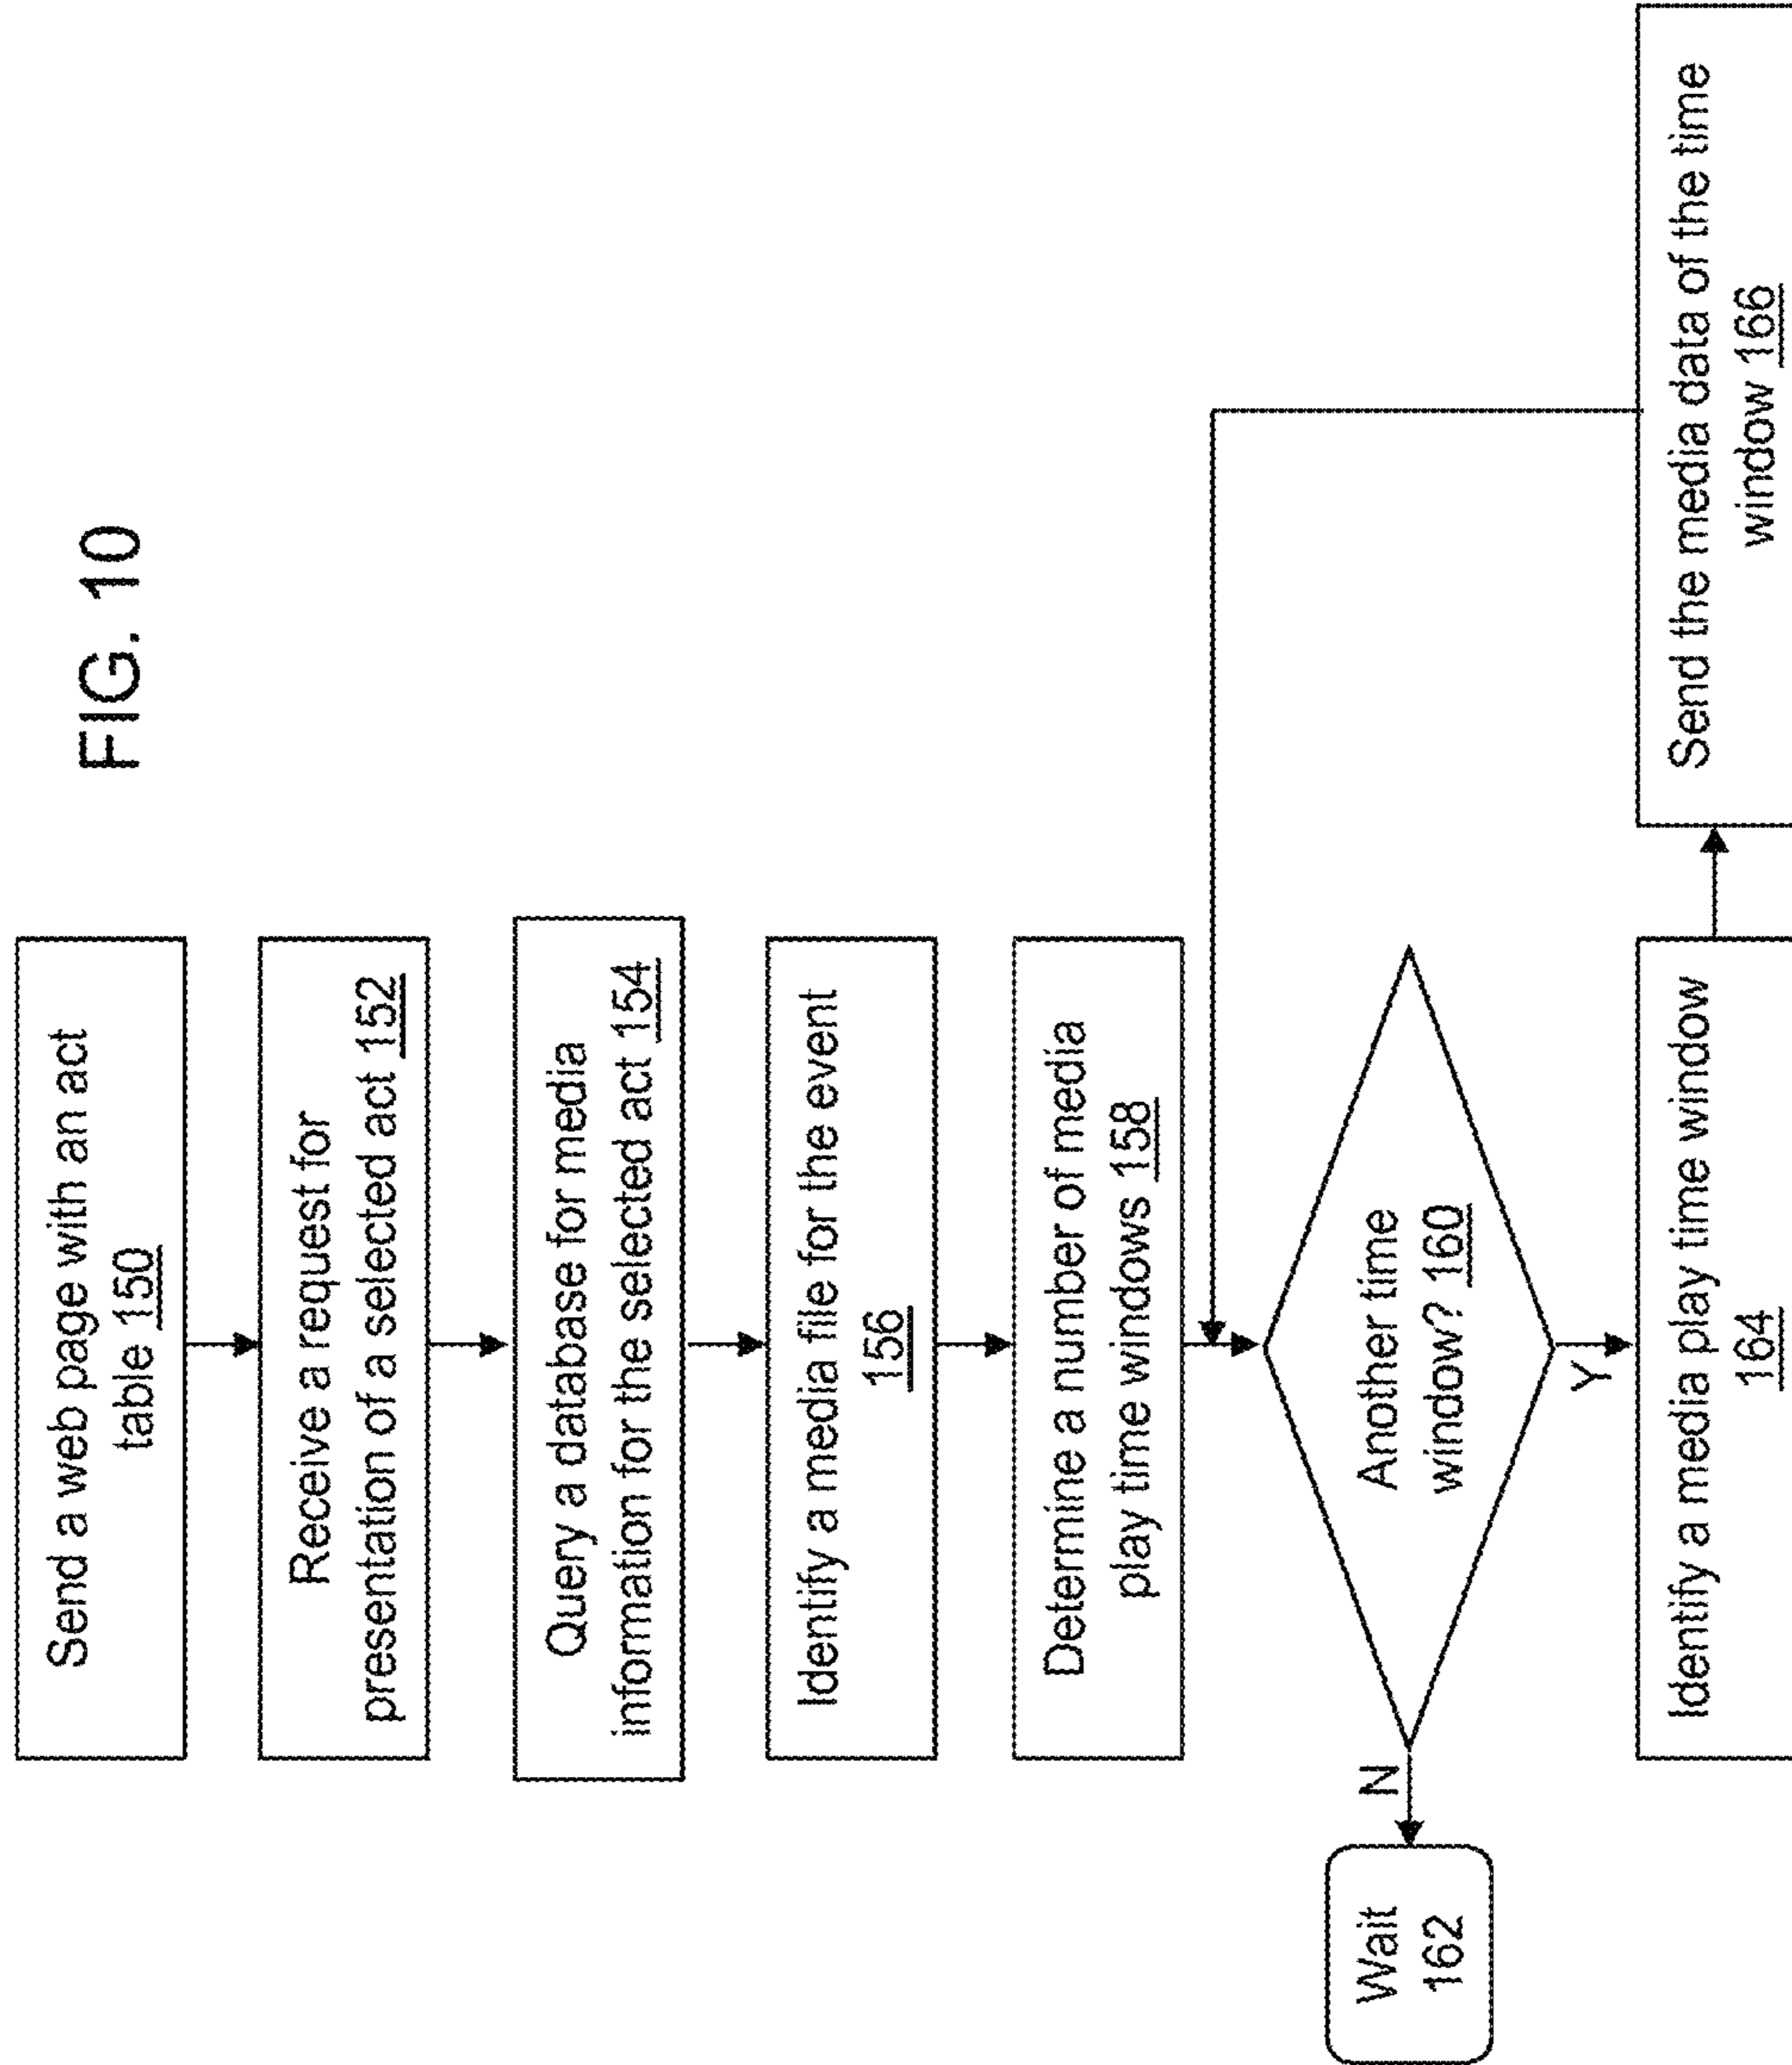 FIG. 10
Send a web page with an act
table 150
Receive a request for
presentation of a selected act 152
Query a database for media
information for the selected act 154
Identify a media file for the event
156
Determine a number of media
play time windows 158
Another time
window? 160
N
Wait
162
Y
Identify a media play time window
164
Send the media data of the time
window 166